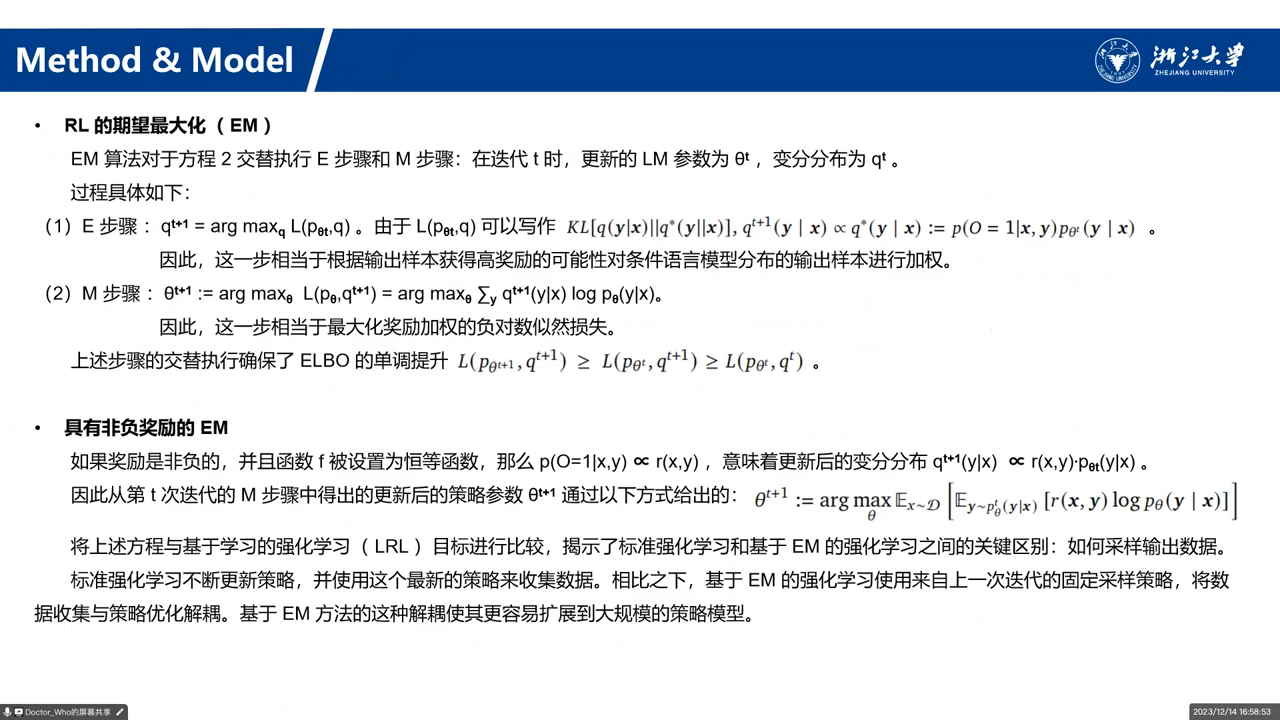 Method & Model
浙江大学
ZHEJIANG UNIVERSITY
• RL 的期望最大化（ EM ）
EM 算法对于方程 2 交替执行 E 步骤和 M 步骤：在迭代 t 时，更新的 LM 参数为 θᵗ ，变分分布为 qᵗ 。
过程具体如下：
（1）E 步骤 ：qᵗ⁺¹ = arg max_q L(p_θt,q) 。由于 L(p_θt,q) 可以写作 KL[q(y|x)||q*(y||x)], q^{t+1}(y | x) ∝ q*(y | x) := p(O = 1|x, y)p_{θ^t}(y | x) 。
因此，这一步相当于根据输出样本获得高奖励的可能性对条件语言模型分布的输出样本进行加权。
（2）M 步骤 ：θᵗ⁺¹ := arg max_θ L(p_θ,qᵗ⁺¹) = arg max_θ ∑_y qᵗ⁺¹(y|x) log p_θ(y|x)。
因此，这一步相当于最大化奖励加权的负对数似然损失。
上述步骤的交替执行确保了 ELBO 的单调提升 L(p_{θ^{t+1}}, q^{t+1}) ≥ L(p_{θ^t}, q^{t+1}) ≥ L(p_{θ^t}, q^t) 。
• 具有非负奖励的 EM
如果奖励是非负的，并且函数 f 被设置为恒等函数，那么 p(O=1|x,y) ∝ r(x,y) ，意味着更新后的变分分布 qᵗ⁺¹(y|x) ∝ r(x,y)·p_θt(y|x) 。
因此从第 t 次迭代的 M 步骤中得出的更新后的策略参数 θᵗ⁺¹ 通过以下方式给出的： θ^{t+1} := arg max_θ 𝔼_{x∼𝒟} [𝔼_{y∼p_θ^t(y|x)} [r(x, y) log p_θ(y | x)]]
将上述方程与基于学习的强化学习（ LRL ）目标进行比较，揭示了标准强化学习和基于 EM 的强化学习之间的关键区别：如何采样输出数据。
标准强化学习不断更新策略，并使用这个最新的策略来收集数据。相比之下，基于 EM 的强化学习使用来自上一次迭代的固定采样策略，将数
据收集与策略优化解耦。基于 EM 方法的这种解耦使其更容易扩展到大规模的策略模型。
Doctor_Who的屏幕共享
2023/12/14 16:58:53